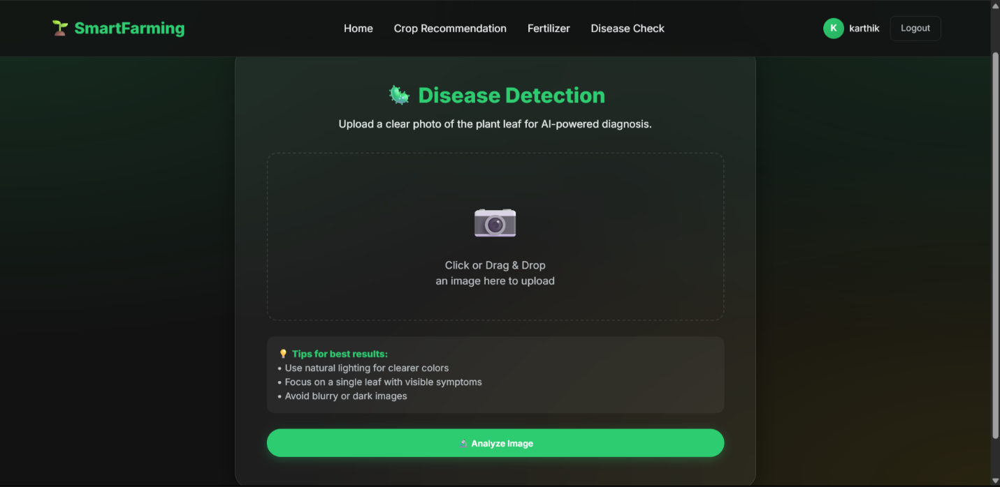 SmartFarming
Home
Crop Recommendation
Fertilizer
Disease Check
K
karthik
Logout
Disease Detection
Upload a clear photo of the plant leaf for AI-powered diagnosis.
Click or Drag & Drop
an image here to upload
Tips for best results:
• Use natural lighting for clearer colors
• Focus on a single leaf with visible symptoms
• Avoid blurry or dark images
Analyze Image